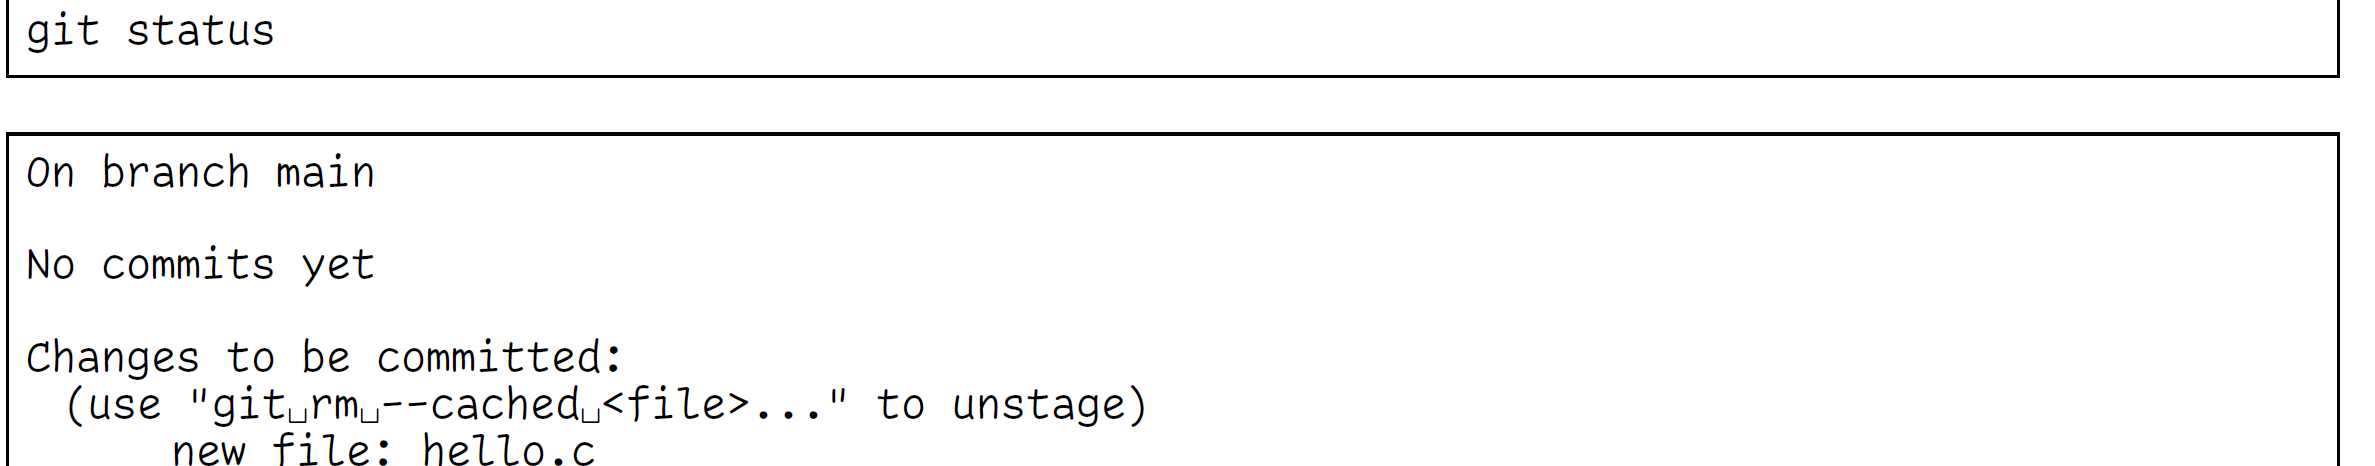 git status
On branch main
No commits yet
Changes to be committed:
(use "git␣rm␣--cached␣<file>..." to unstage)
new file: hello.c